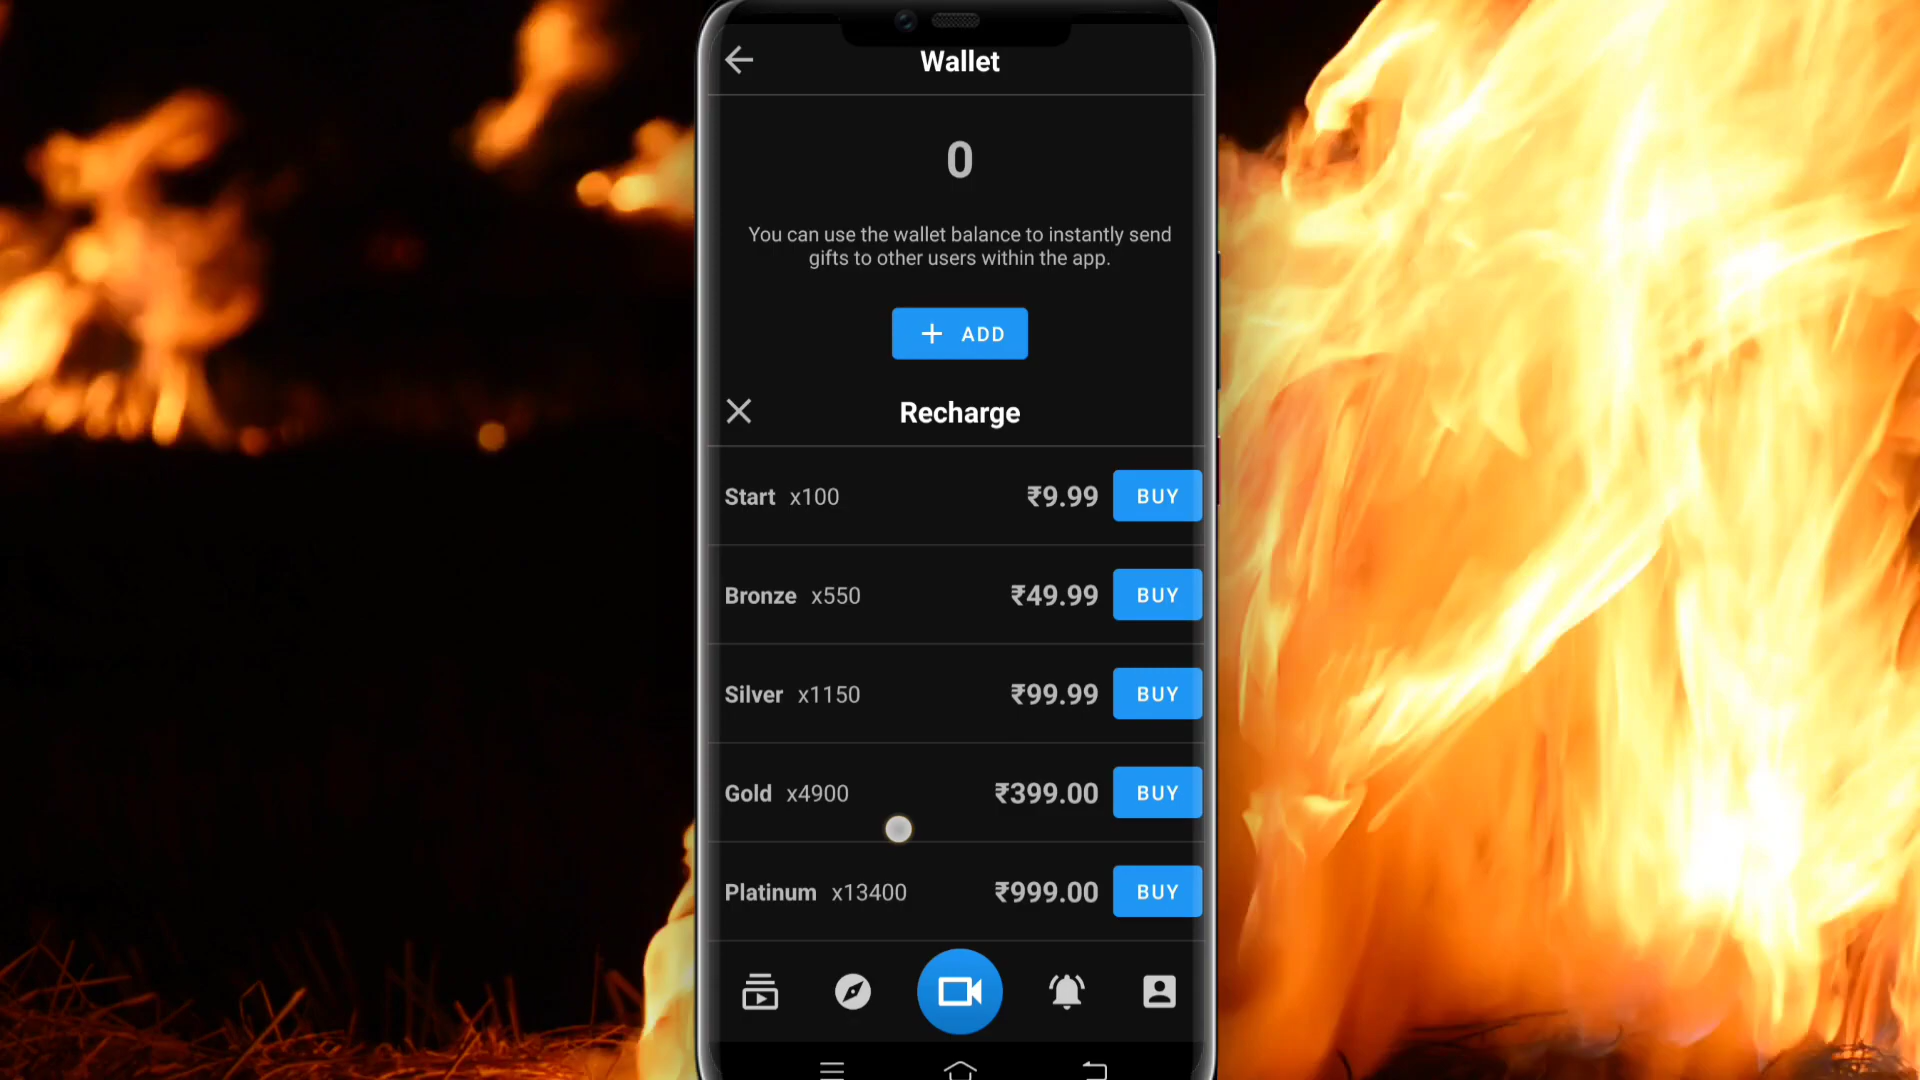 Wallet
0
You can use the wallet balance to instantly send
gifts to other users within the app.
+ ADD
Recharge
Start x100 ₹9.99 BUY
Bronze x550 ₹49.99 BUY
Silver x1150 ₹99.99 BUY
Gold x4900 ₹399.00 BUY
Platinum x13400 ₹999.00 BUY